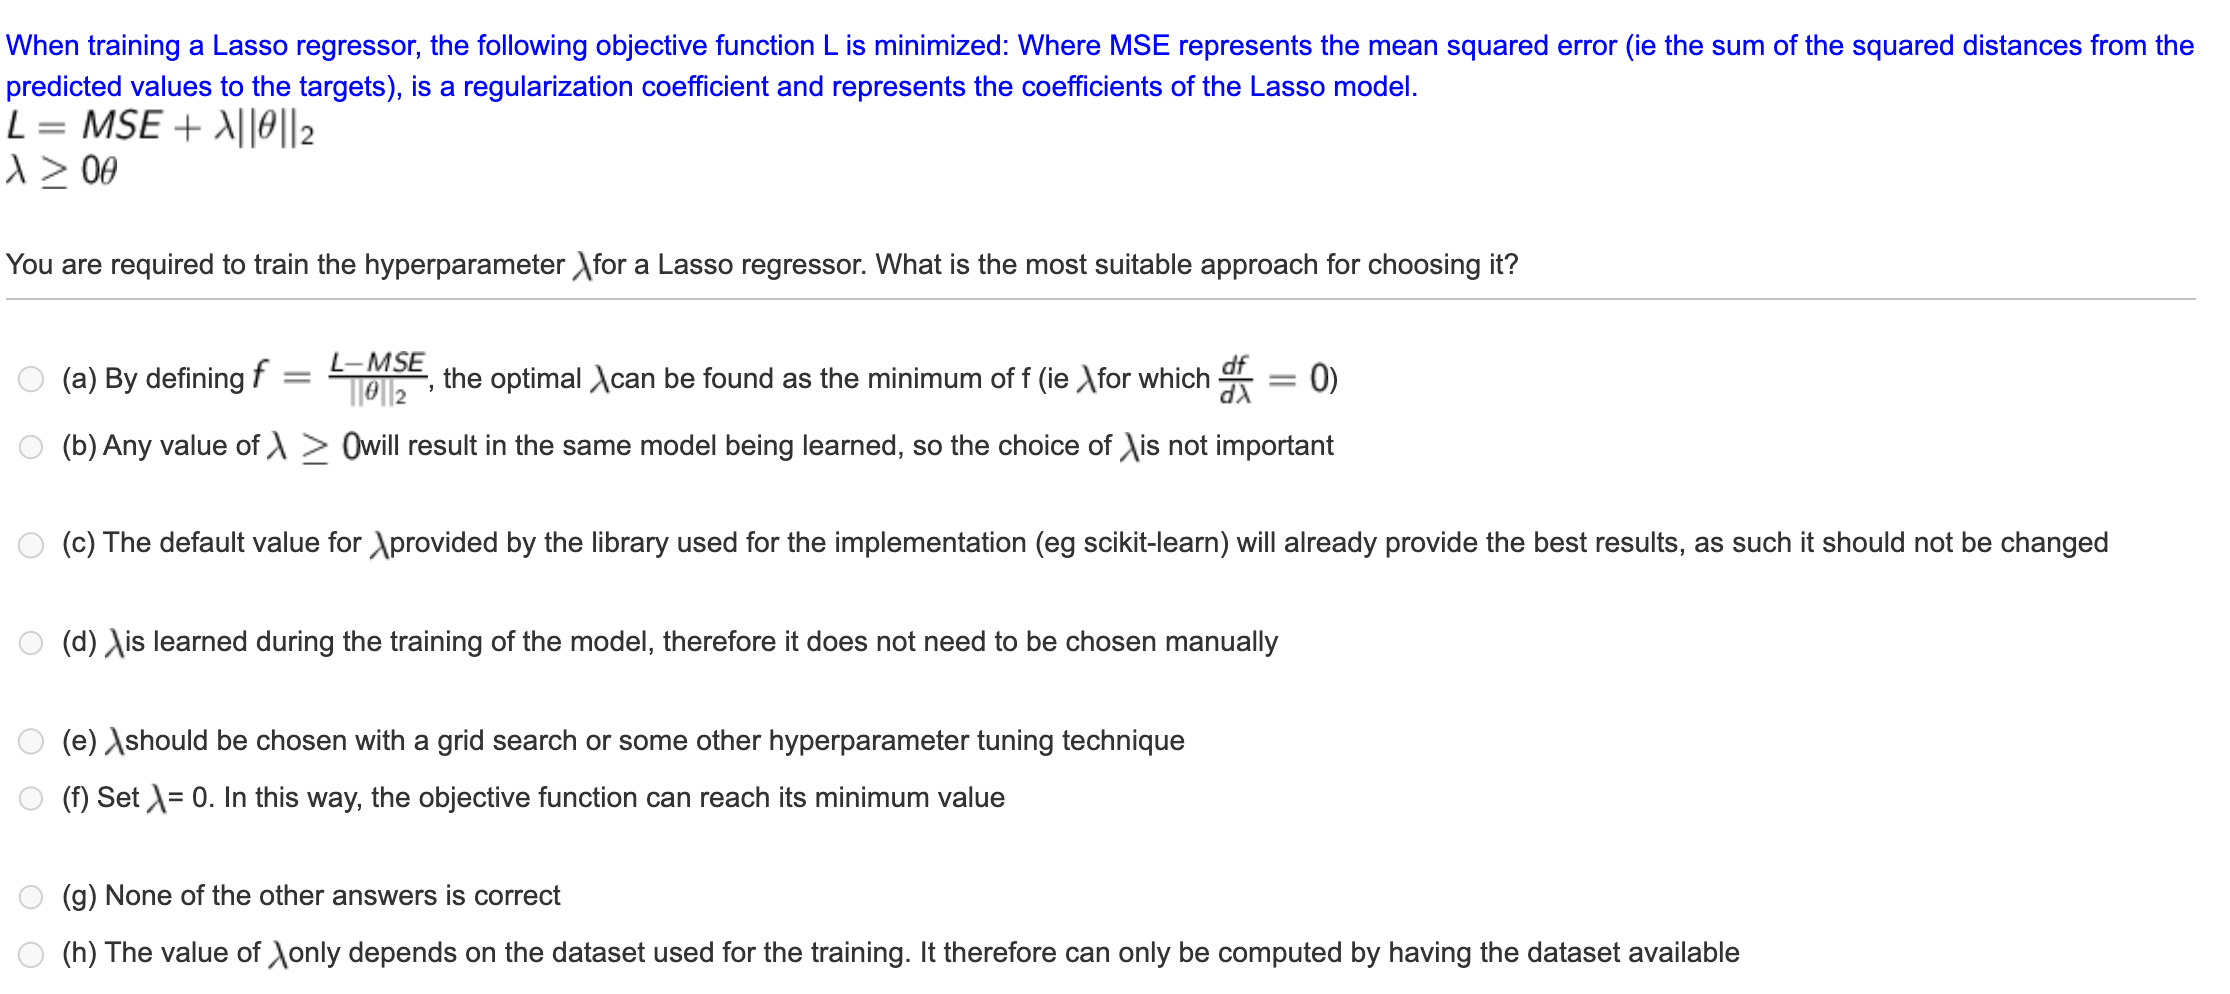 When training a Lasso regressor, the following objective function L is minimized: Where MSE represents the mean squared error (ie the sum of the squared distances from the
predicted values to the targets), is a regularization coefficient and represents the coefficients of the Lasso model.
L = MSE + λ||θ||₂
λ ≥ 0θ
You are required to train the hyperparameter λfor a Lasso regressor. What is the most suitable approach for choosing it?
(a) By defining f = \frac{L−MSE}{||θ||₂}, the optimal λcan be found as the minimum of f (ie λfor which \frac{df}{dλ} = 0)
(b) Any value of λ ≥ 0will result in the same model being learned, so the choice of λis not important
(c) The default value for λprovided by the library used for the implementation (eg scikit-learn) will already provide the best results, as such it should not be changed
(d) λis learned during the training of the model, therefore it does not need to be chosen manually
(e) λshould be chosen with a grid search or some other hyperparameter tuning technique
(f) Set λ= 0. In this way, the objective function can reach its minimum value
(g) None of the other answers is correct
(h) The value of λonly depends on the dataset used for the training. It therefore can only be computed by having the dataset available